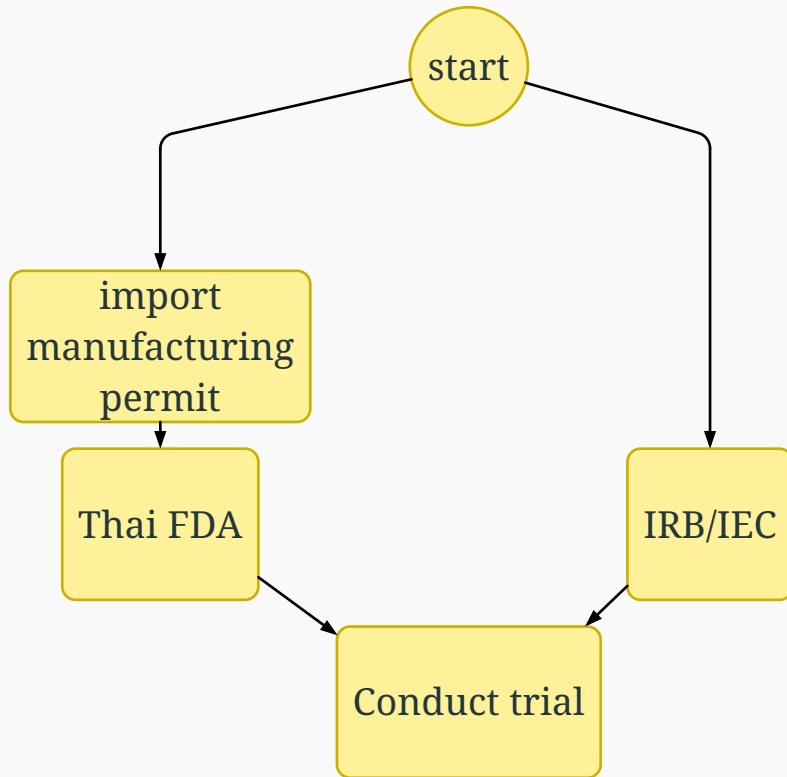 start
import
manufacturing
permit
Thai FDA
IRB/IEC
Conduct trial